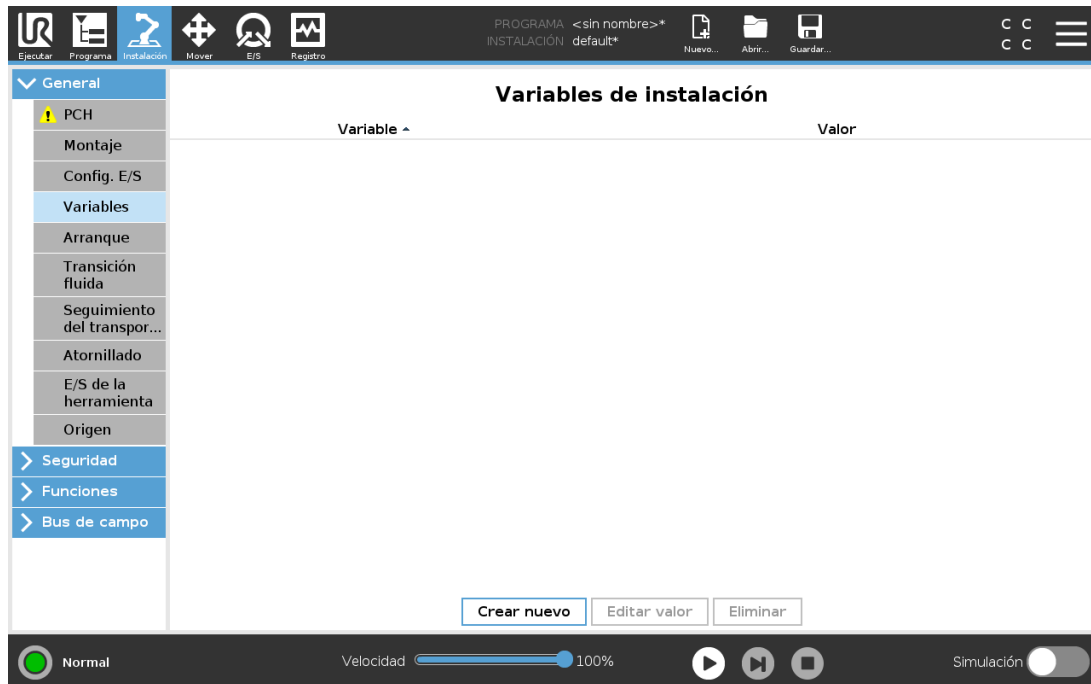 PROGRAMA <sin nombre>*
INSTALACIÓN default*
Ejecutar Programa Instalación Mover E/S Registro Nuevo... Abrir... Guardar...
C C
C C
General
PCH
Montaje
Config. E/S
Variables
Arranque
Transición
fluida
Seguimiento
del transpor...
Atornillado
E/S de la
herramienta
Origen
Seguridad
Funciones
Bus de campo
Variables de instalación
Variable Valor
Crear nuevo Editar valor Eliminar
Normal Velocidad 100% Simulación